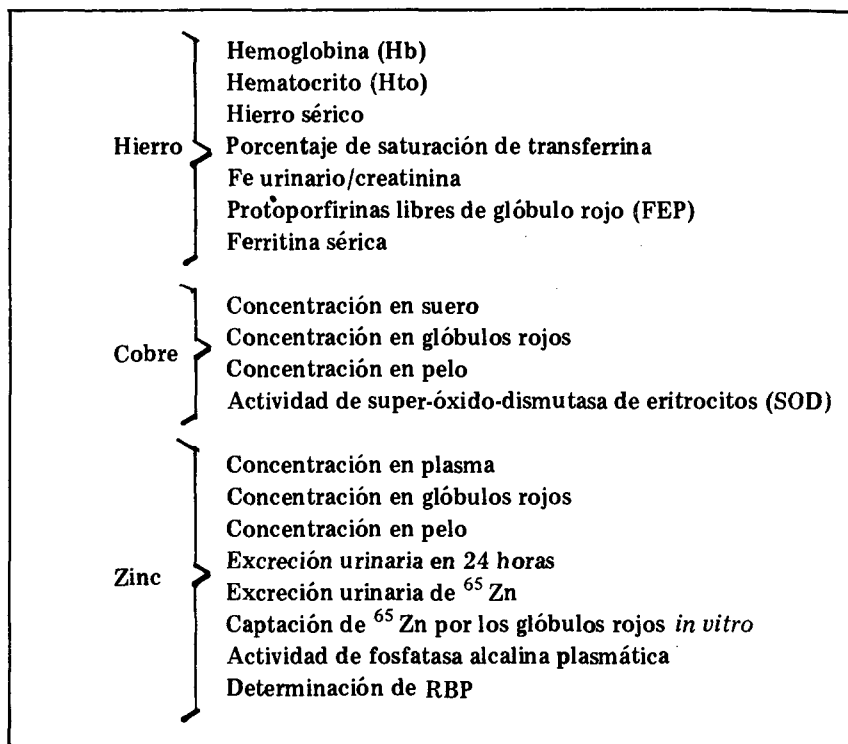 Hierro
Hemoglobina (Hb)
Hematocrito (Hto)
Hierro sérico
Porcentaje de saturación de transferrina
Fe urinario/creatinina
Protoporfirinas libres de glóbulo rojo (FEP)
Ferritina sérica
Cobre
Concentración en suero
Concentración en glóbulos rojos
Concentración en pelo
Actividad de super-óxido-dismutasa de eritrocitos (SOD)
Zinc
Concentración en plasma
Concentración en glóbulos rojos
Concentración en pelo
Excreción urinaria en 24 horas
Excreción urinaria de ⁶⁵Zn
Captación de ⁶⁵Zn por los glóbulos rojos in vitro
Actividad de fosfatasa alcalina plasmática
Determinación de RBP